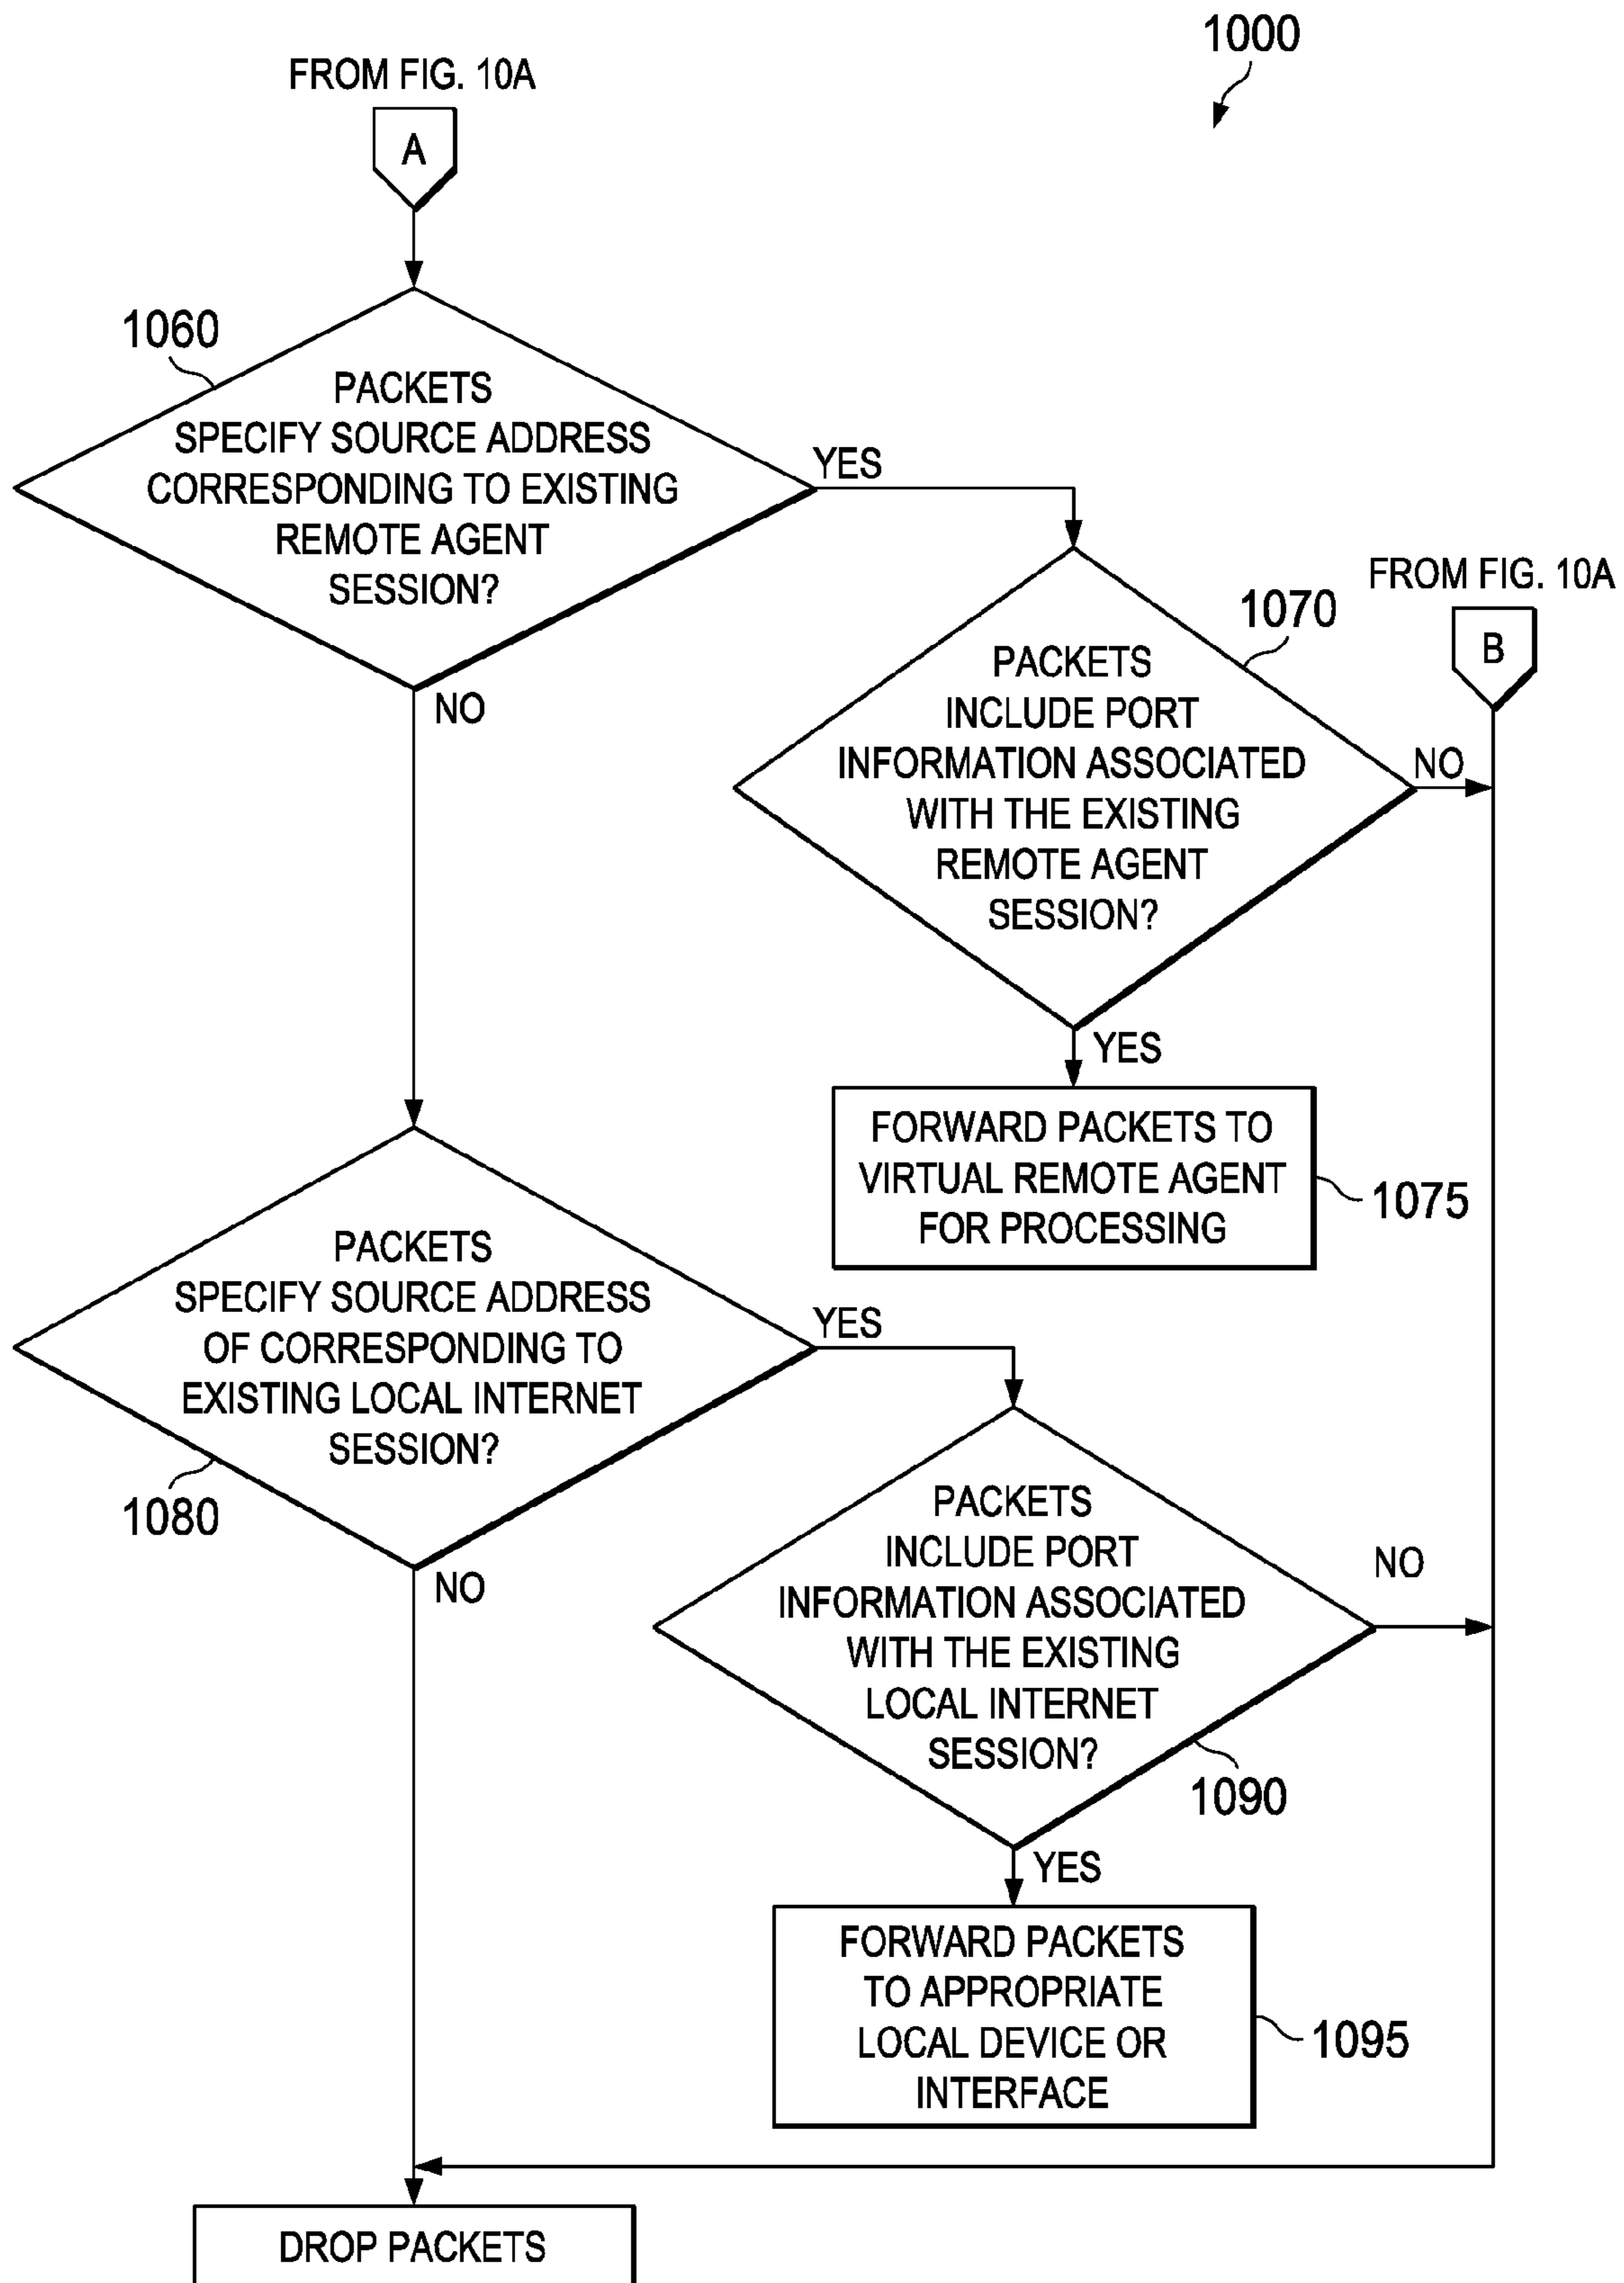 1000
FROM FIG. 10A
A
1060
PACKETS
SPECIFY SOURCE ADDRESS
CORRESPONDING TO EXISTING
REMOTE AGENT
SESSION?
YES
NO
FROM FIG. 10A
B
1070
PACKETS
INCLUDE PORT
INFORMATION ASSOCIATED
WITH THE EXISTING
REMOTE AGENT
SESSION?
NO
YES
FORWARD PACKETS TO
VIRTUAL REMOTE AGENT
FOR PROCESSING
1075
PACKETS
SPECIFY SOURCE ADDRESS
OF CORRESPONDING TO
EXISTING LOCAL INTERNET
SESSION?
1080
YES
NO
PACKETS
INCLUDE PORT
INFORMATION ASSOCIATED
WITH THE EXISTING
LOCAL INTERNET
SESSION?
1090
NO
YES
FORWARD PACKETS
TO APPROPRIATE
LOCAL DEVICE OR
INTERFACE
1095
DROP PACKETS